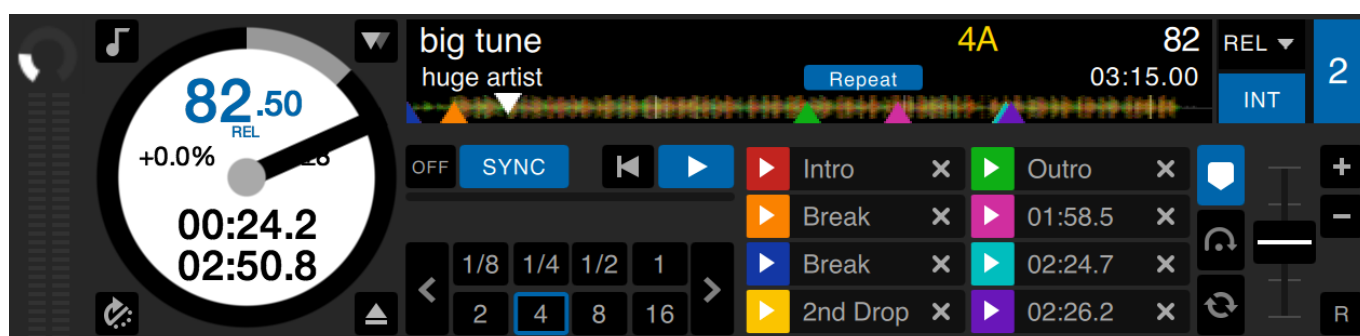 big tune 4A 82 REL
huge artist Repeat 03:15.00
INT
2
82.50
REL
+0.0%
00:24.2
02:50.8
OFF SYNC
1/8 1/4 1/2 1
2 4 8 16
Intro
Outro
Break
01:58.5
Break
02:24.7
2nd Drop
02:26.2
+
-
R